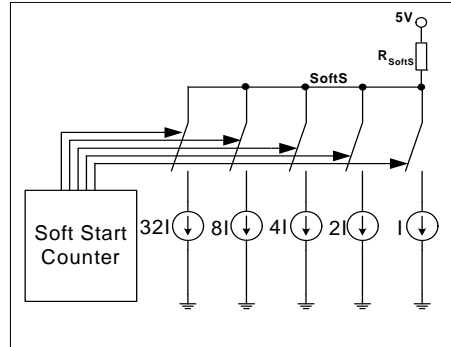 5V
RSoftS
SoftS
Soft Start
Counter
32I
8I
4I
2I
I